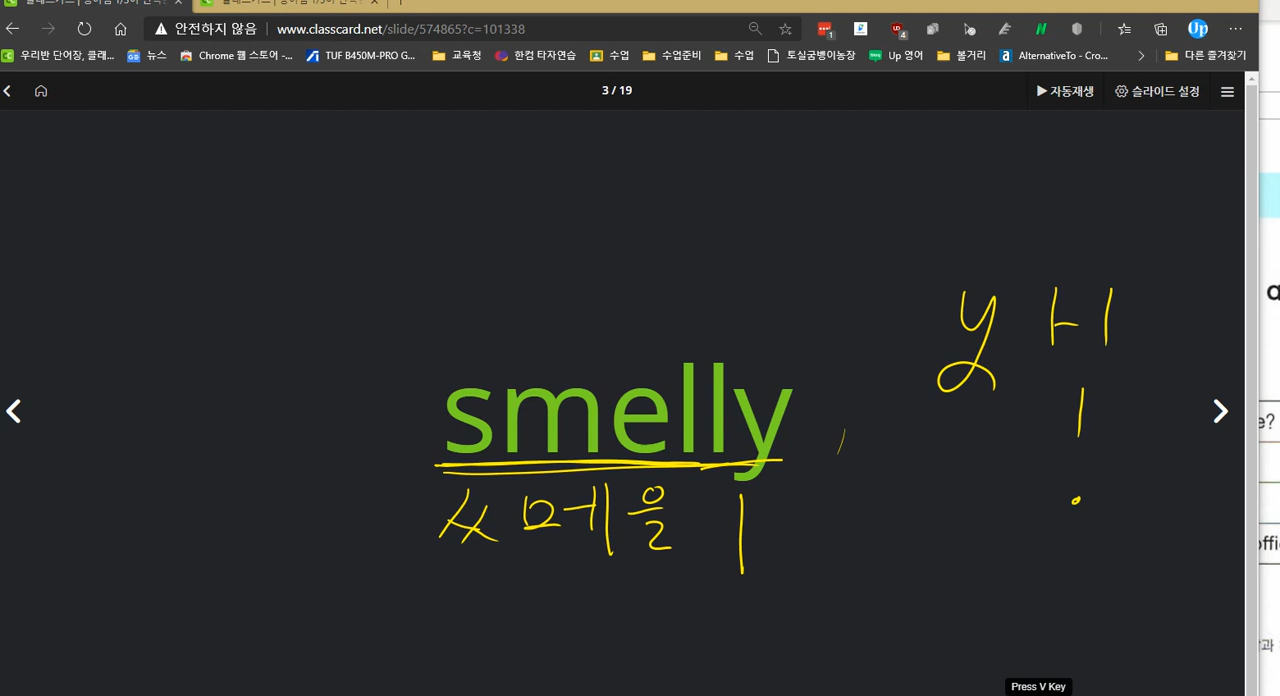 안전하지 않음 www.classcard.net/slide/574865?c=101338
우리반 단어장, 클래... 뉴스 Chrome 웹 스토어 -... TUF B450M-PRO G... 교육청 한컴 타자연습 수업 수업준비 수업 토실굼벵이농장 Up 영어 볼거리 AlternativeTo - Cro... 다른 즐겨찾기
3 / 19 자동재생 슬라이드 설정
y ㅐ
ㅣ
smelly
ㅅ 메 을 ㅣ
Press V Key